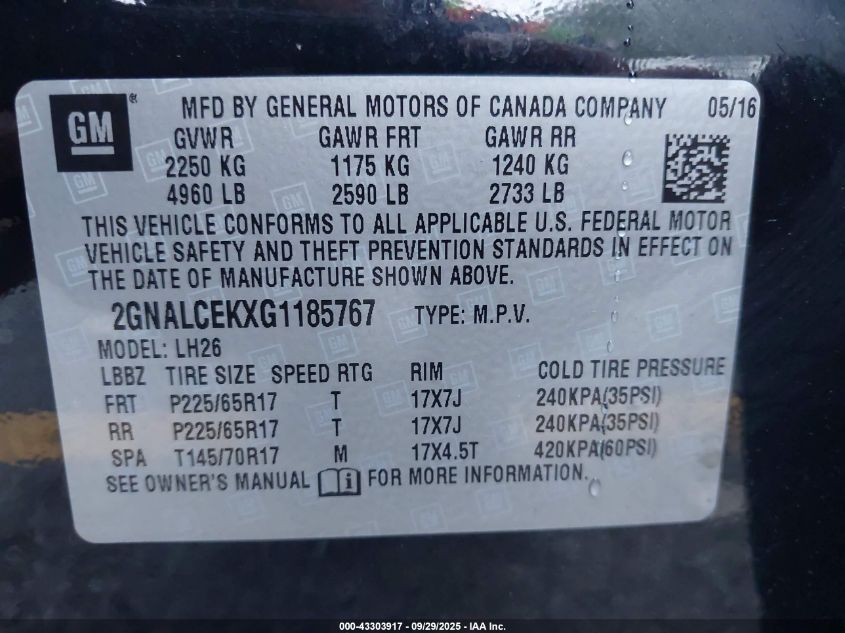 GM ® MFD BY GENERAL MOTORS OF CANADA COMPANY 05/16
GVWR GAWR FRT GAWR RR
2250 KG 1175 KG 1240 KG
4960 LB 2590 LB 2733 LB
THIS VEHICLE CONFORMS TO ALL APPLICABLE U.S. FEDERAL MOTOR
VEHICLE SAFETY AND THEFT PREVENTION STANDARDS IN EFFECT ON
THE DATE OF MANUFACTURE SHOWN ABOVE.
2GNALCEKXG1185767 TYPE: M.P.V.
MODEL: LH26
LBBZ TIRE SIZE SPEED RTG RIM COLD TIRE PRESSURE
FRT P225/65R17 T 17X7J 240KPA(35PSI)
RR P225/65R17 T 17X7J 240KPA(35PSI)
SPA T145/70R17 M 17X4.5T 420KPA(60PSI)
SEE OWNER'S MANUAL i FOR MORE INFORMATION.
000-43303917 - 09/29/2025 - IAA Inc.